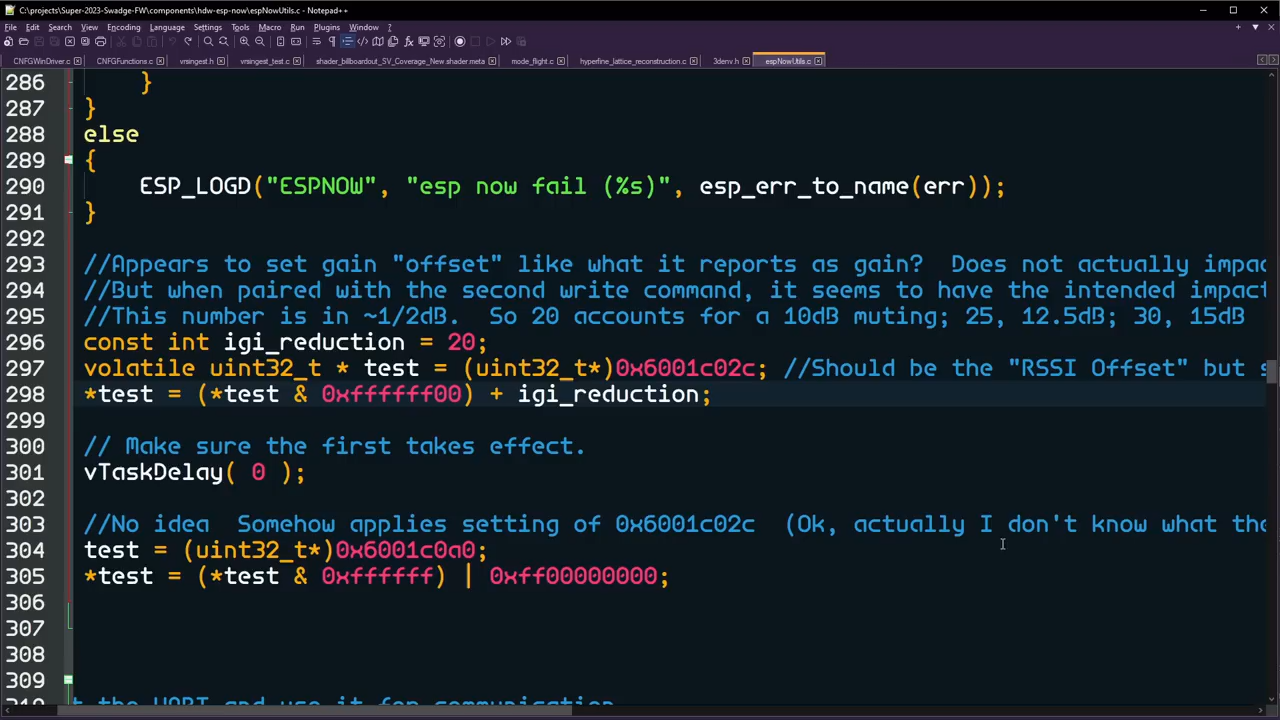 C:\projects\Super-2023-Swadge-FW\components\hdw-esp-now\espNowUtils.c - Notepad++
File Edit Search View Encoding Language Settings Tools Macro Run Plugins Window ?
CNFGWinDriver.c CNFGFunctions.c vrsingest.h vrsingest_test.c shader_billboardout_SV_Coverage_New shader.meta mode_flight.c hyperfine_lattice_reconstruction.c 3denv.h espNowUtils.c
286 }
287 }
288 else
289 {
290 ESP_LOGD("ESPNOW", "esp now fail (%s)", esp_err_to_name(err));
291 }
292
293 //Appears to set gain "offset" like what it reports as gain?  Does not actually impac
294 //But when paired with the second write command, it seems to have the intended impact
295 //This number is in ~1/2dB.  So 20 accounts for a 10dB muting; 25, 12.5dB; 30, 15dB
296 const int igi_reduction = 20;
297 volatile uint32_t * test = (uint32_t*)0x6001c02c; //Should be the "RSSI Offset" but s
298 *test = (*test & 0xffffff00) + igi_reduction;
299
300 // Make sure the first takes effect.
301 vTaskDelay( 0 );
302
303 //No idea  Somehow applies setting of 0x6001c02c  (Ok, actually I don't know what the
304 test = (uint32_t*)0x6001c0a0;
305 *test = (*test & 0xffffff) | 0xff00000000;
306
307
308
309
310 t the UART and use it for communication